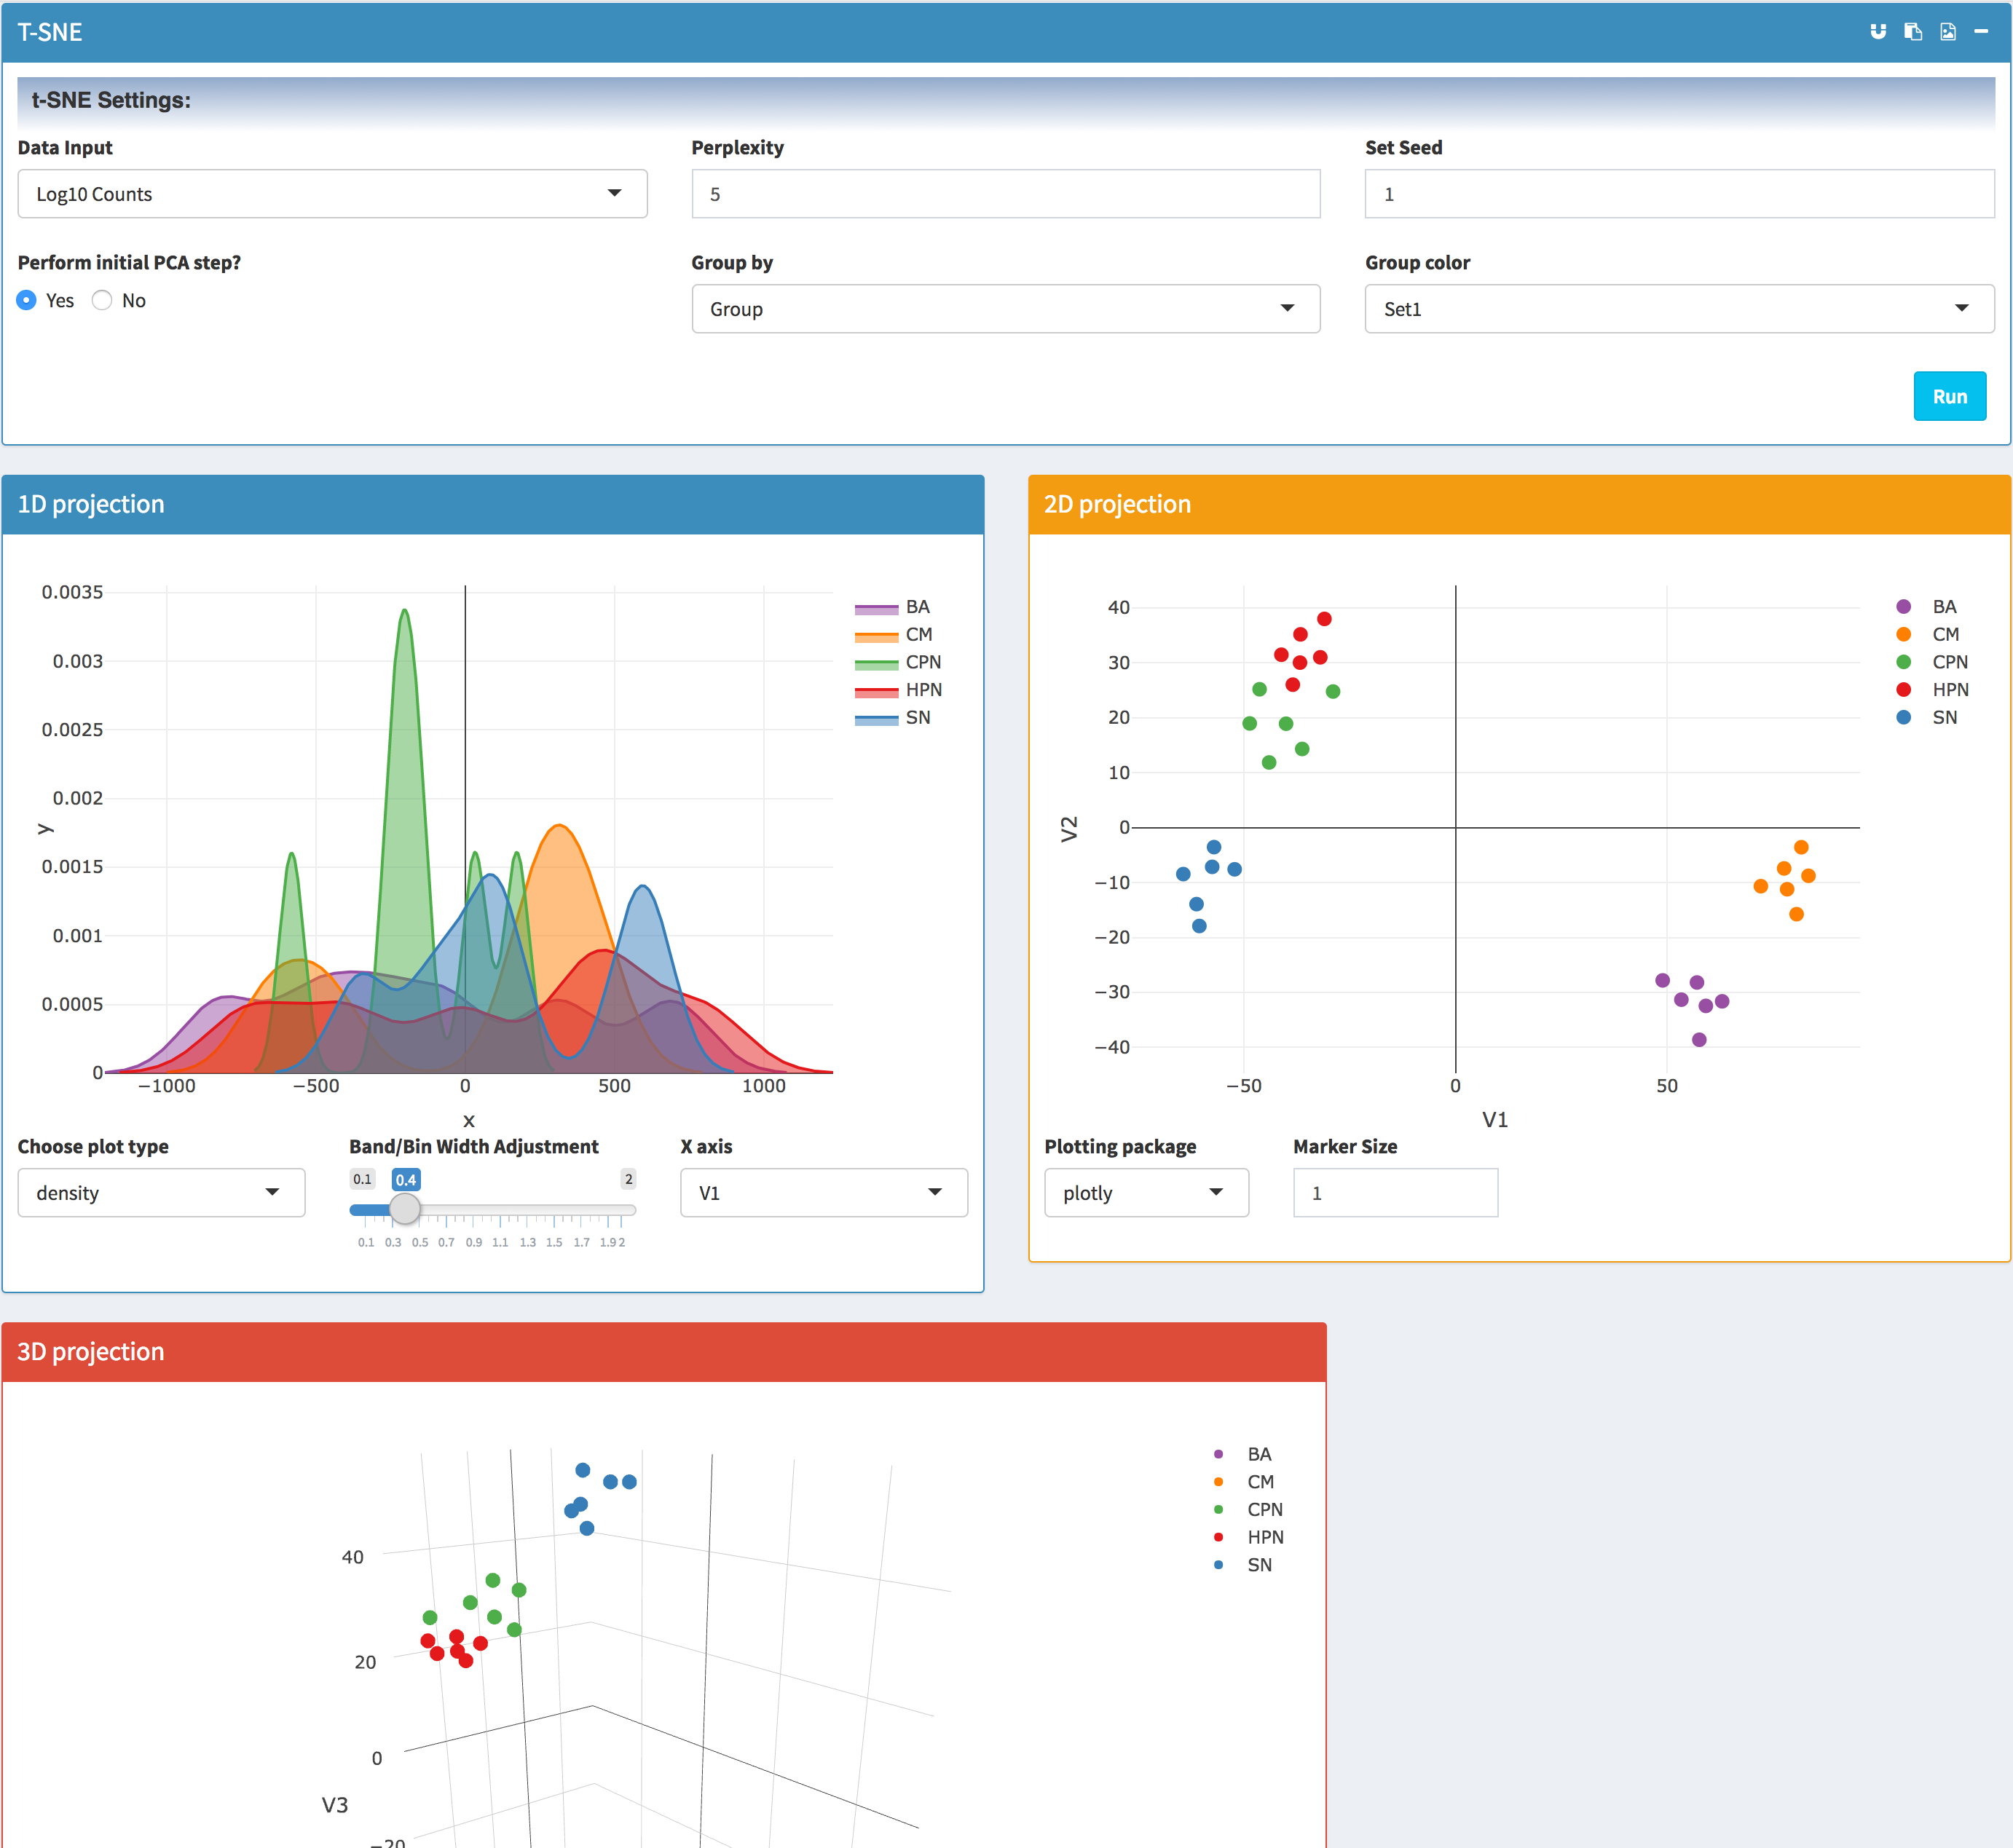 T-SNE
t-SNE Settings:
Data Input
Perplexity
Set Seed
Log10 Counts
5
1
Perform initial PCA step?
Group by
Group color
Yes
No
Group
Set1
Run
1D projection
0.0035
0.003
0.0025
0.002
0.0015
0.001
0.0005
0
y
−1000
−500
0
500
1000
x
BA
CM
CPN
HPN
SN
Choose plot type
Band/Bin Width Adjustment
X axis
density
0.1
0.4
2
0.1 0.3 0.5 0.7 0.9 1.1 1.3 1.5 1.7 1.9 2
V1
2D projection
40
30
20
10
0
−10
−20
−30
−40
V2
−50
0
50
V1
BA
CM
CPN
HPN
SN
Plotting package
Marker Size
plotly
1
3D projection
40
20
0
V3
−20
BA
CM
CPN
HPN
SN